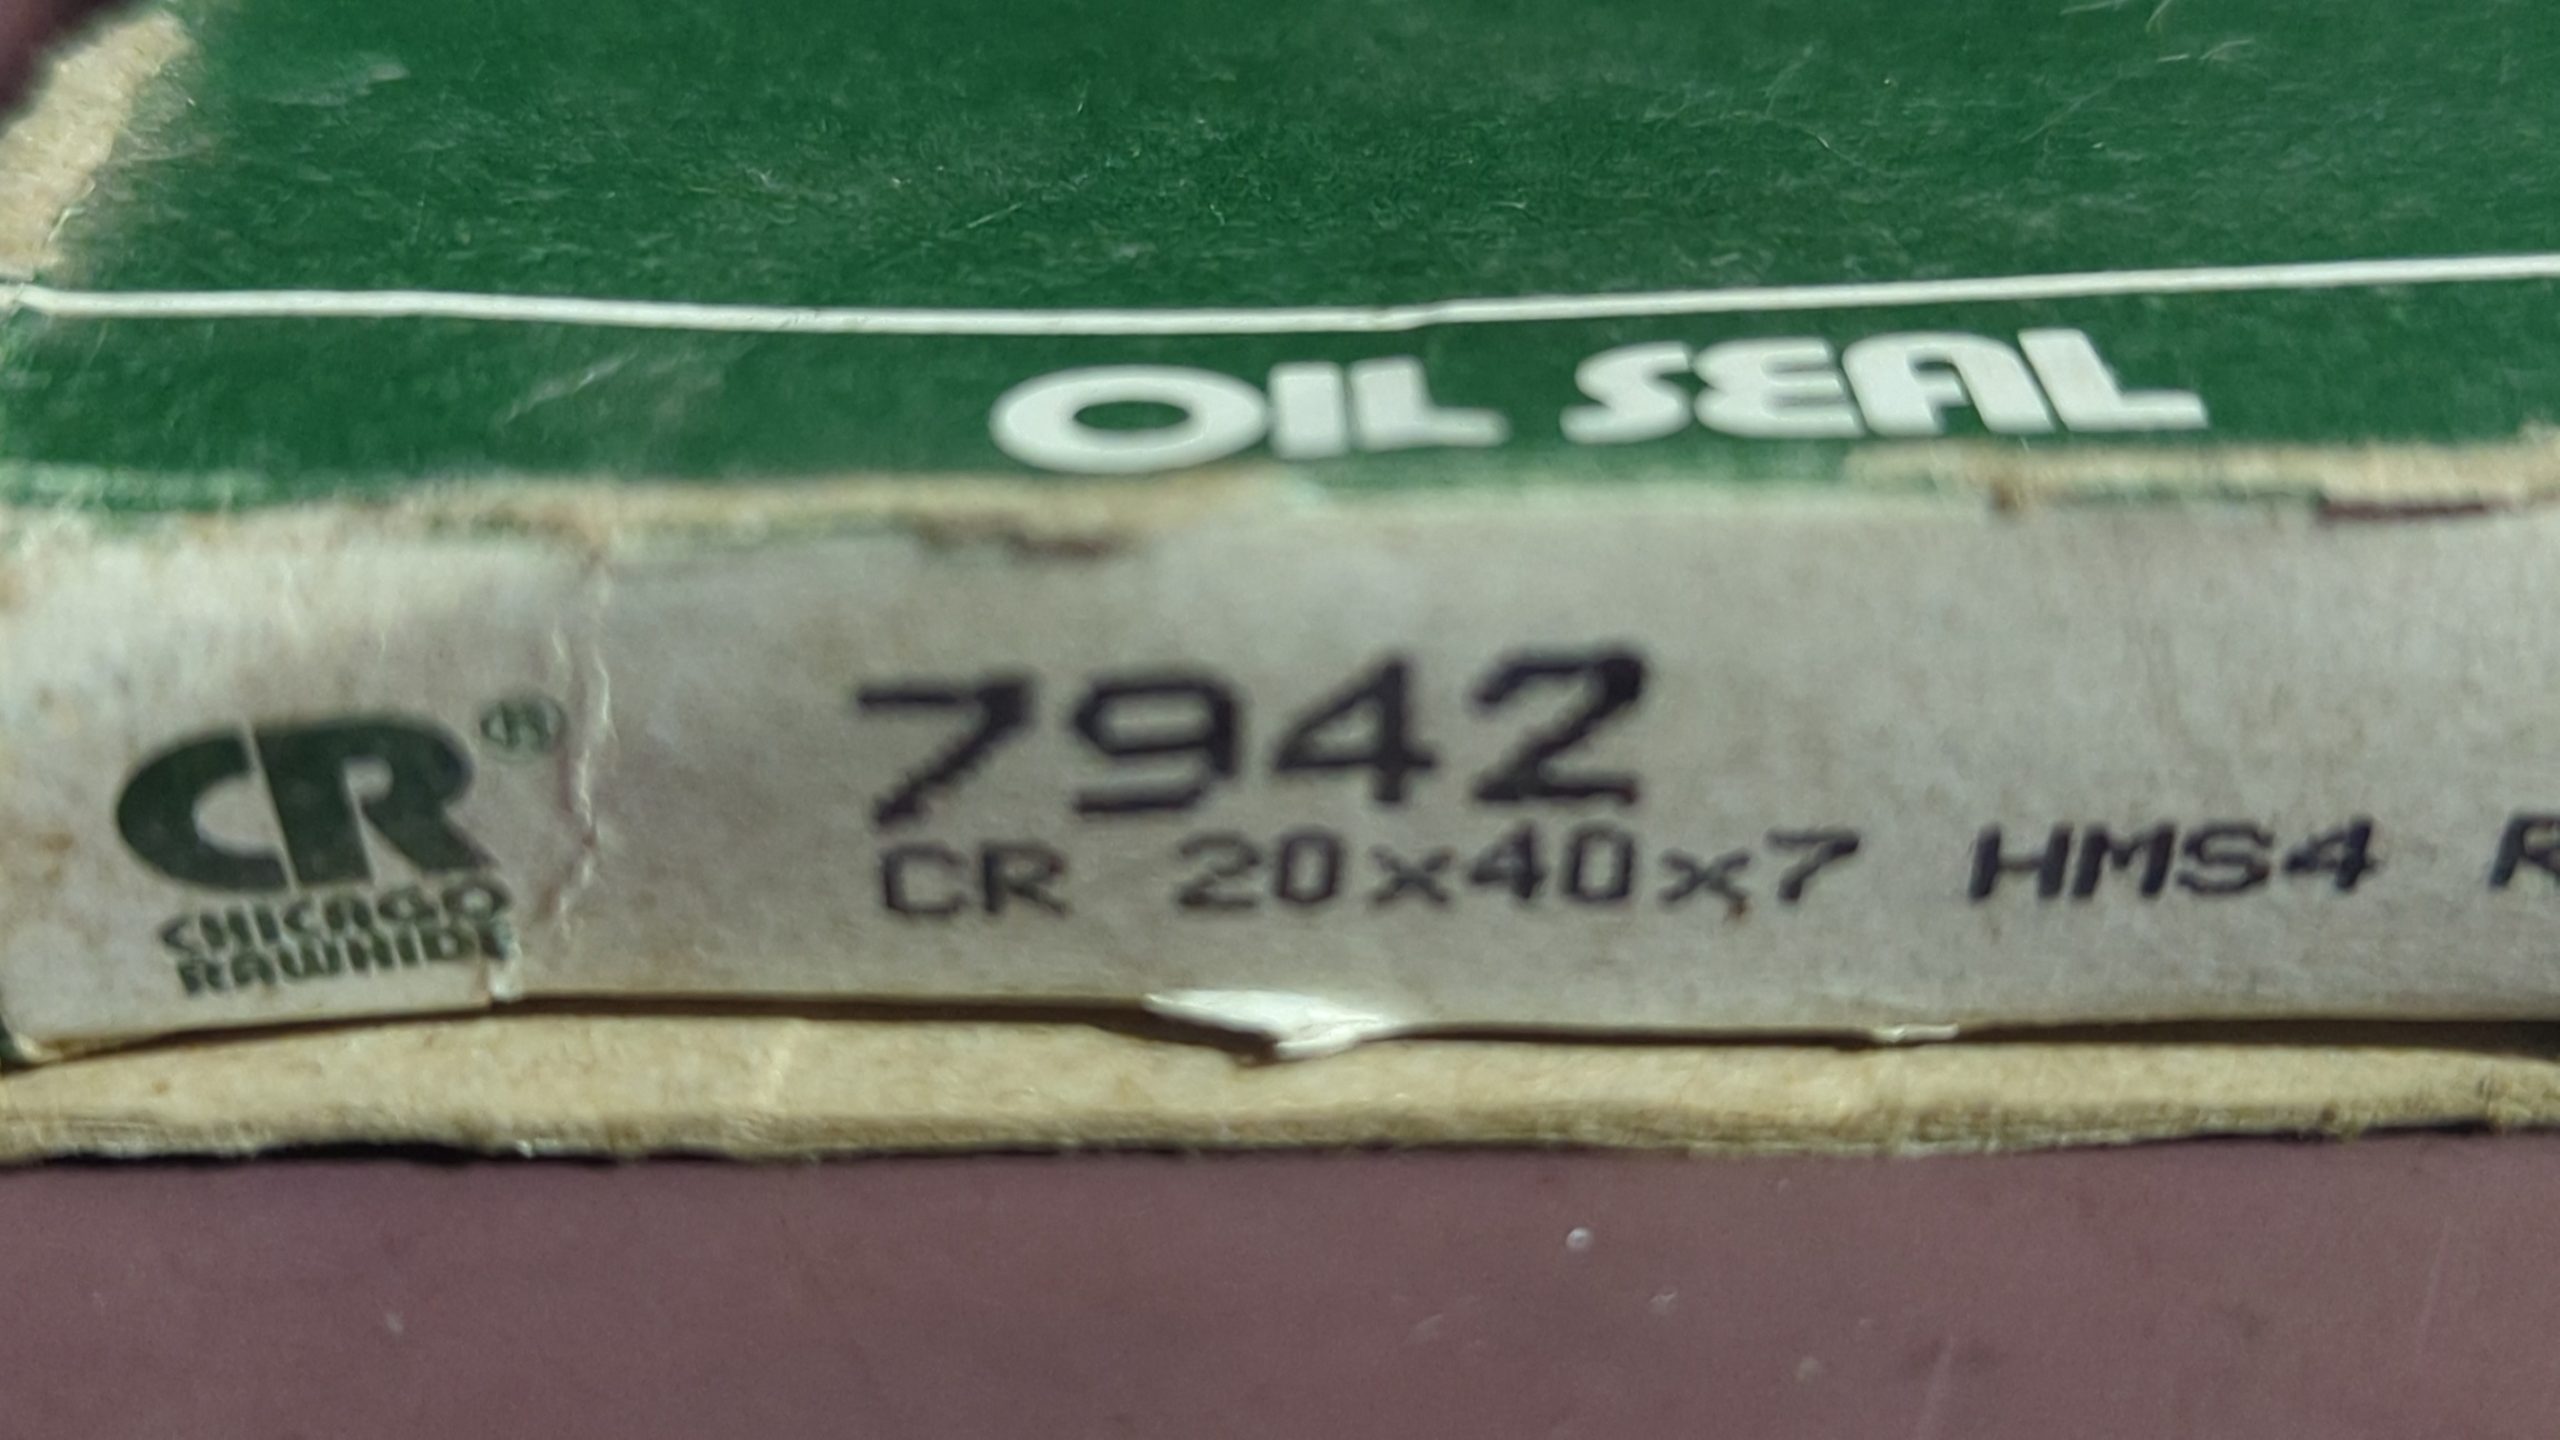 OIL SEAL
CR®
CHICAGO
RAWHIDE
7942
CR 20x40x7 HMS4 R